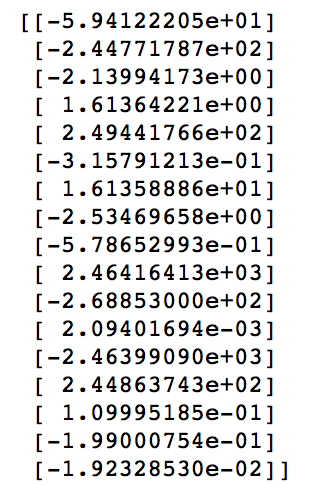 [[-5.94122205e+01]
[-2.44771787e+02]
[-2.13994173e+00]
[ 1.61364221e+00]
[ 2.49441766e+02]
[-3.15791213e-01]
[ 1.61358886e+01]
[-2.53469658e+00]
[-5.78652993e-01]
[ 2.46416413e+03]
[-2.68853000e+02]
[ 2.09401694e-03]
[-2.46399090e+03]
[ 2.44863743e+02]
[ 1.09995185e-01]
[-1.99000754e-01]
[-1.92328530e-02]]